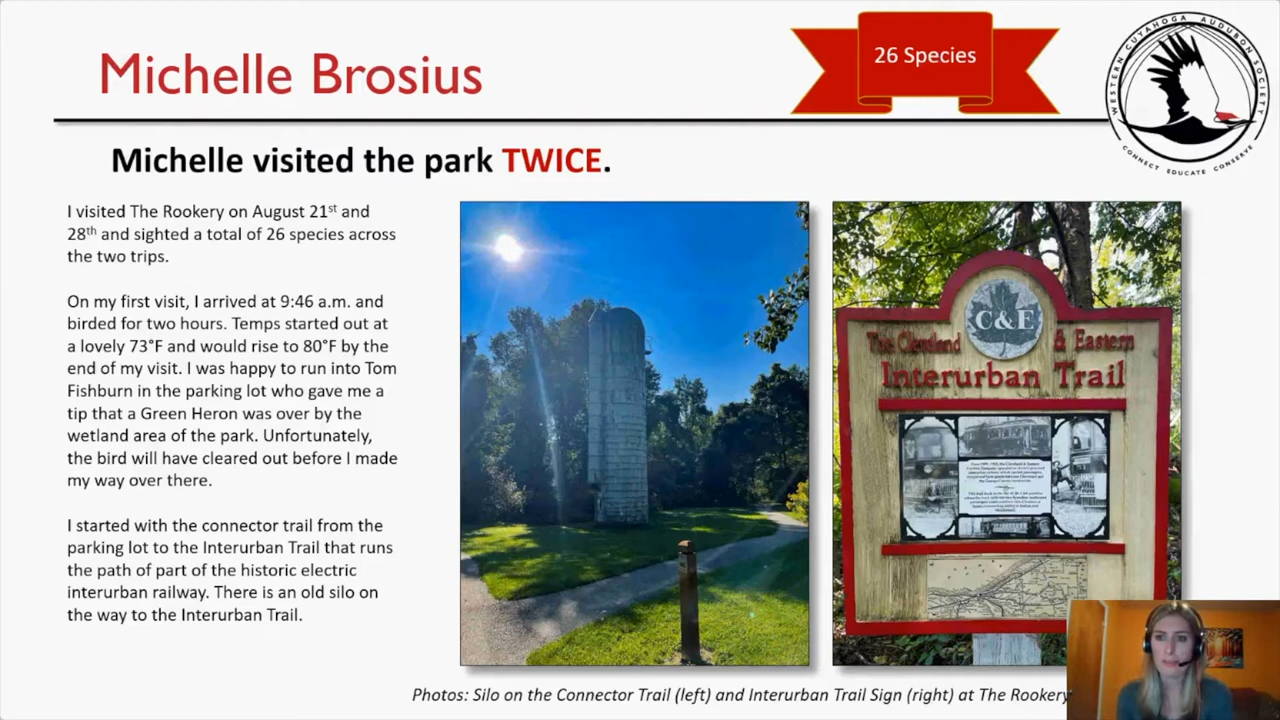 Michelle Brosius
26 Species
WESTERN CUYAHOGA AUDUBON SOCIETY
CONNECT EDUCATE CONSERVE
Michelle visited the park TWICE.
I visited The Rookery on August 21st and
28th and sighted a total of 26 species across
the two trips.
On my first visit, I arrived at 9:46 a.m. and
birded for two hours. Temps started out at
a lovely 73°F and would rise to 80°F by the
end of my visit. I was happy to run into Tom
Fishburn in the parking lot who gave me a
tip that a Green Heron was over by the
wetland area of the park. Unfortunately,
the bird will have cleared out before I made
my way over there.
I started with the connector trail from the
parking lot to the Interurban Trail that runs
the path of part of the historic electric
interurban railway. There is an old silo on
the way to the Interurban Trail.
C&E
The Cleveland & Eastern
Interurban Trail
Photos: Silo on the Connector Trail (left) and Interurban Trail Sign (right) at The Rookery